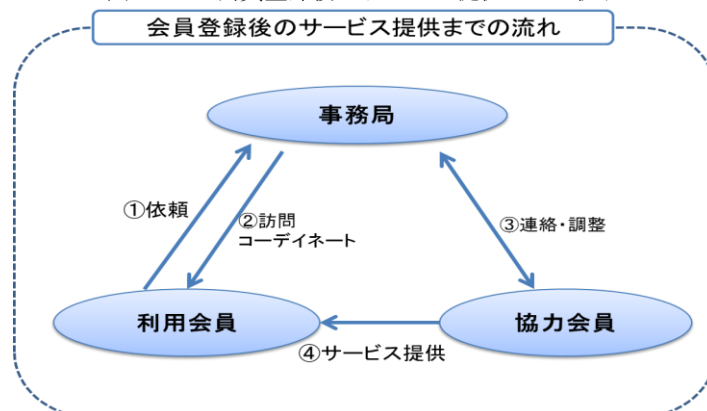 会員登録後のサービス提供までの流れ
事務局
①依頼
②訪問
コーデイネート
③連絡・調整
利用会員
協力会員
④サービス提供